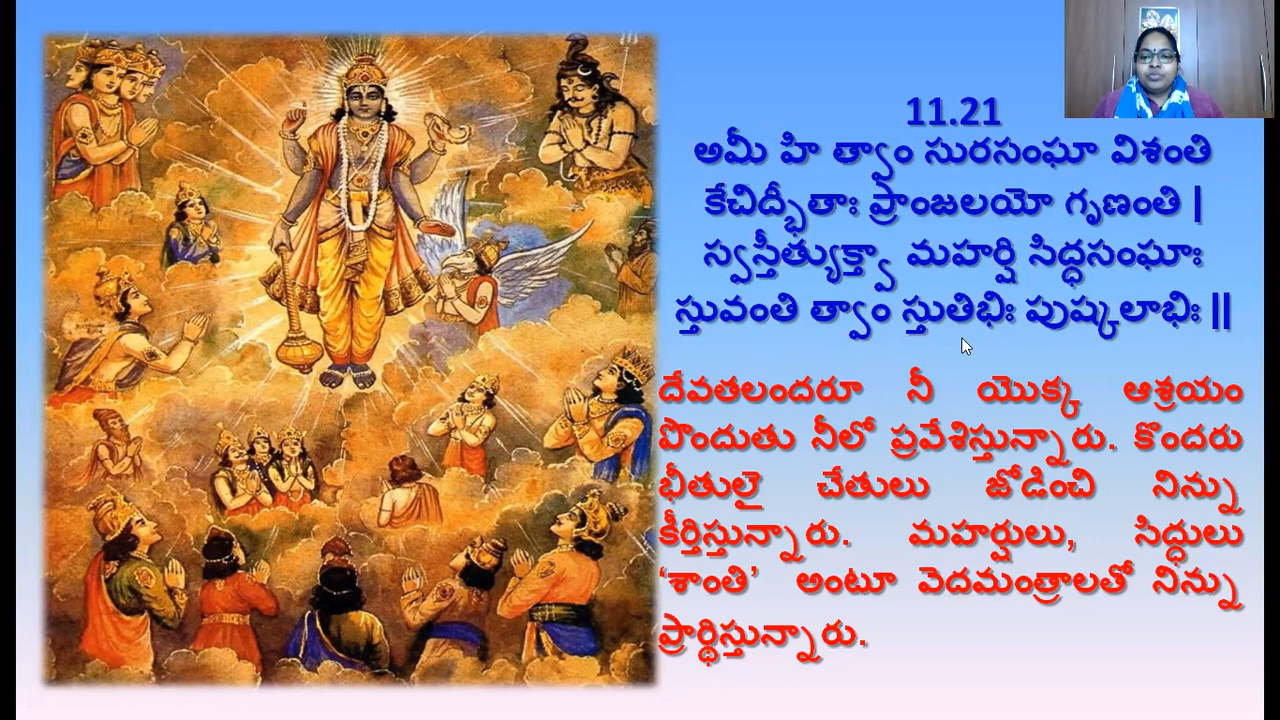 11.21
అమీ హి త్వాం సురసంఘా విశంతి
కేచిద్భీతాః ప్రాంజలయో గృణంతి |
స్వస్తీత్యుక్త్వా మహర్షి సిద్ధసంఘాః
స్తువంతి త్వాం స్తుతిభిః పుష్కలాభిః ||
దేవతలందరూ నీ యొక్క ఆశ్రయం
పొందుతు నీలో ప్రవేశిస్తున్నారు. కొందరు
భీతులై చేతులు జోడించి నిన్ను
కీర్తిస్తున్నారు. మహర్షులు, సిద్ధులు
‘శాంతి’ అంటూ వెదమంత్రాలతో నిన్ను
ప్రార్థిస్తున్నారు.